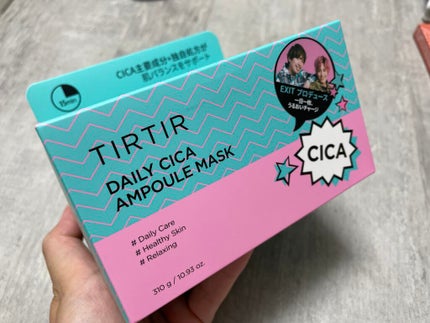 15min
CICA主要成分×独自処方が
肌バランスをサポート
EXIT プロデュース
一日一枚、
うるおいチャージ
TIRTIR
DAILY CICA
AMPOULE MASK
CICA
# Daily Care
# Healthy Skin
# Relaxing
310 g / 10.93 oz.